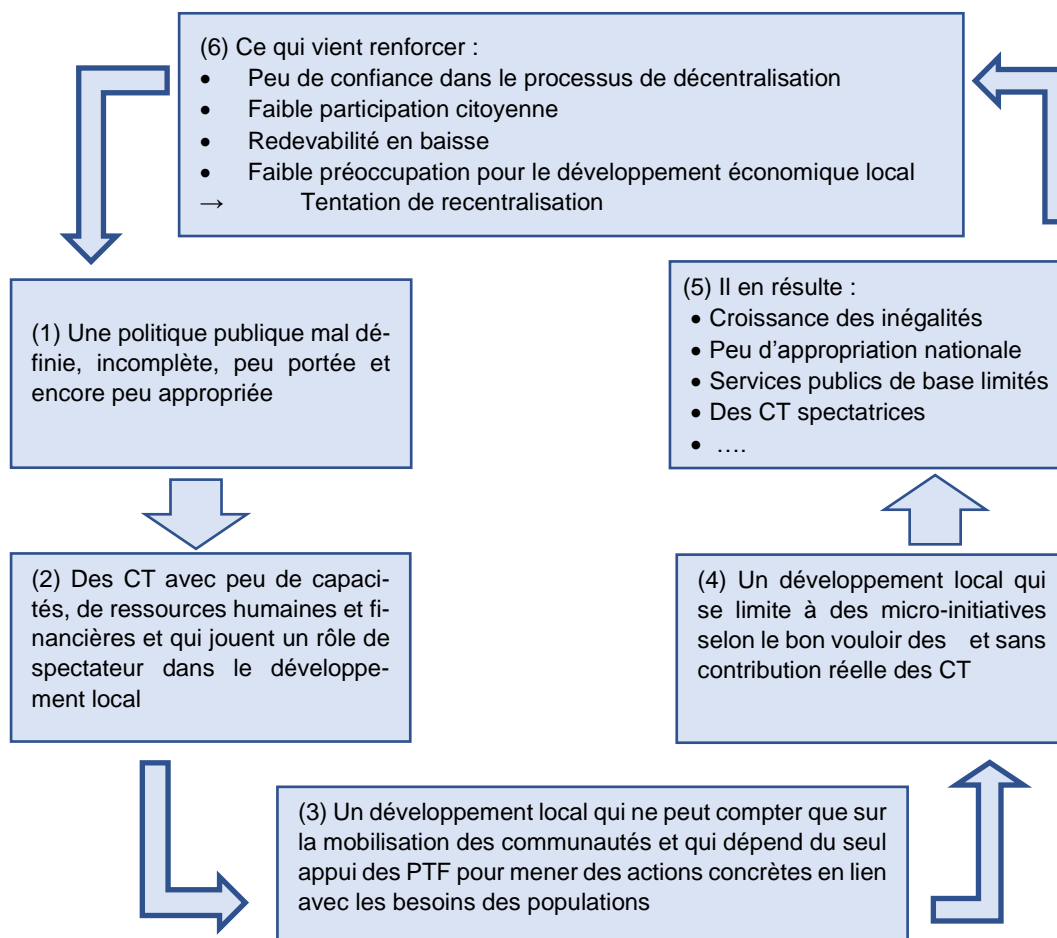 (6) Ce qui vient renforcer :
• Peu de confiance dans le processus de décentralisation
• Faible participation citoyenne
• Redevabilité en baisse
• Faible préoccupation pour le développement économique local
→ Tentation de recentralisation
(1) Une politique publique mal dé-
finie, incomplète, peu portée et
encore peu appropriée
(2) Des CT avec peu de capaci-
tés, de ressources humaines et fi-
nancières et qui jouent un rôle de
spectateur dans le développe-
ment local
(3) Un développement local qui ne peut compter que sur
la mobilisation des communautés et qui dépend du seul
appui des PTF pour mener des actions concrètes en lien
avec les besoins des populations
(4) Un développement local qui
se limite à des micro-initiatives
selon le bon vouloir des et sans
contribution réelle des CT
(5) Il en résulte :
• Croissance des inégalités
• Peu d'appropriation nationale
• Services publics de base limités
• Des CT spectatrices
• ….